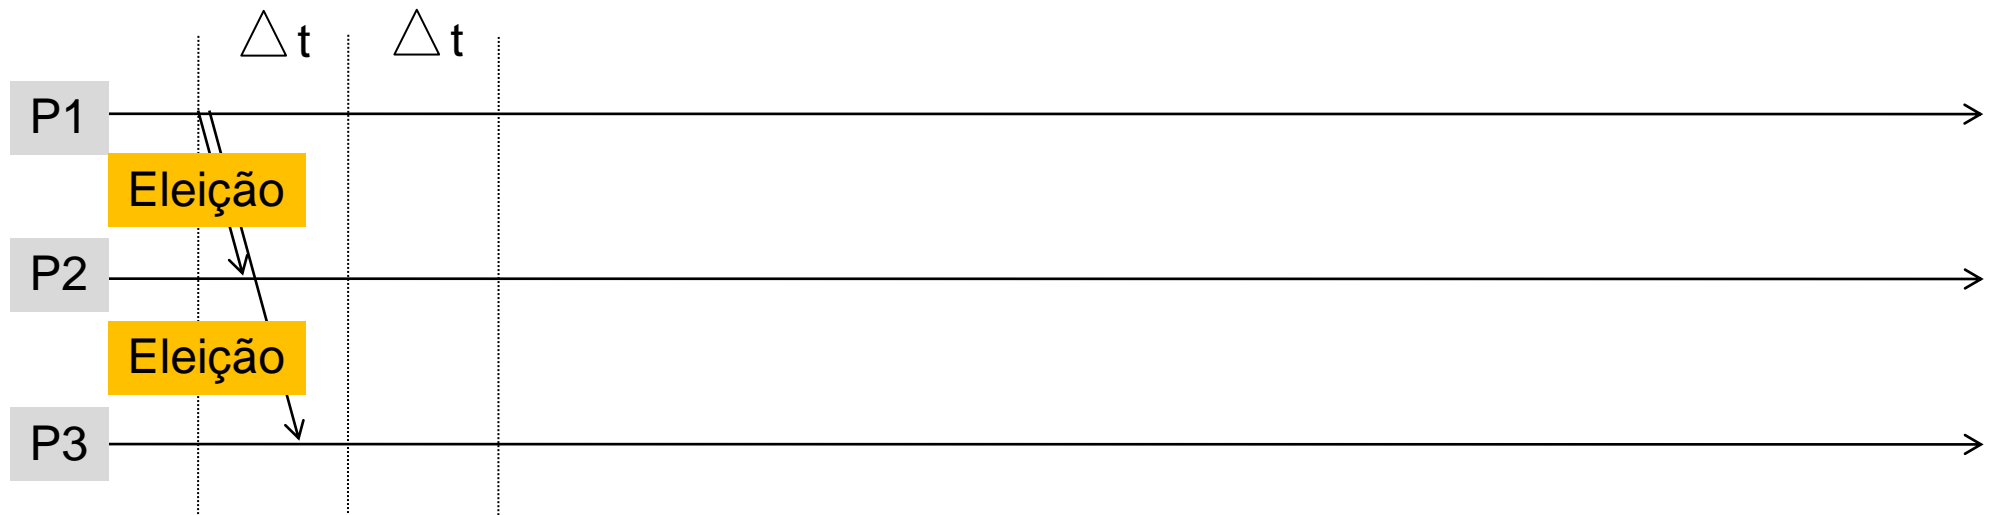 △ t △ t
P1
Eleição
P2
Eleição
P3